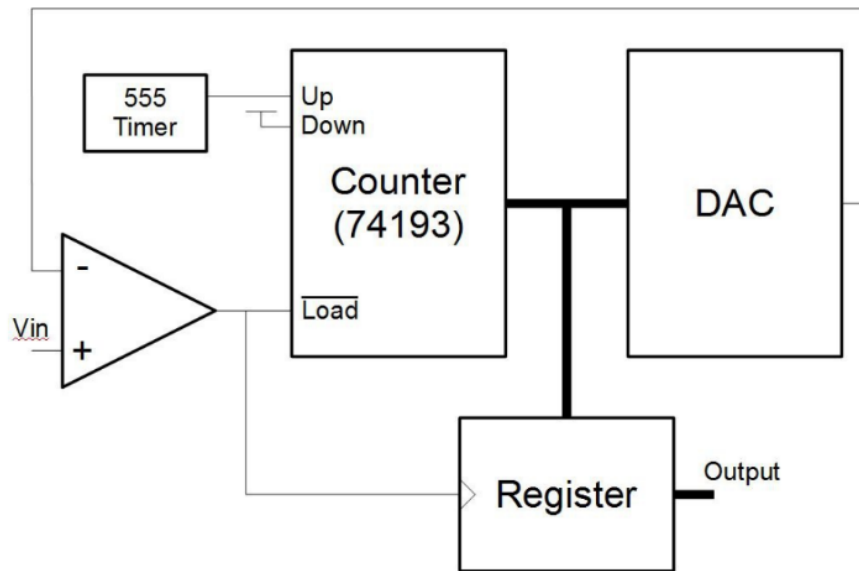 555
Timer
Up
Down
Counter
(74193)
DAC
-
Vin
+
Load
Output
Register